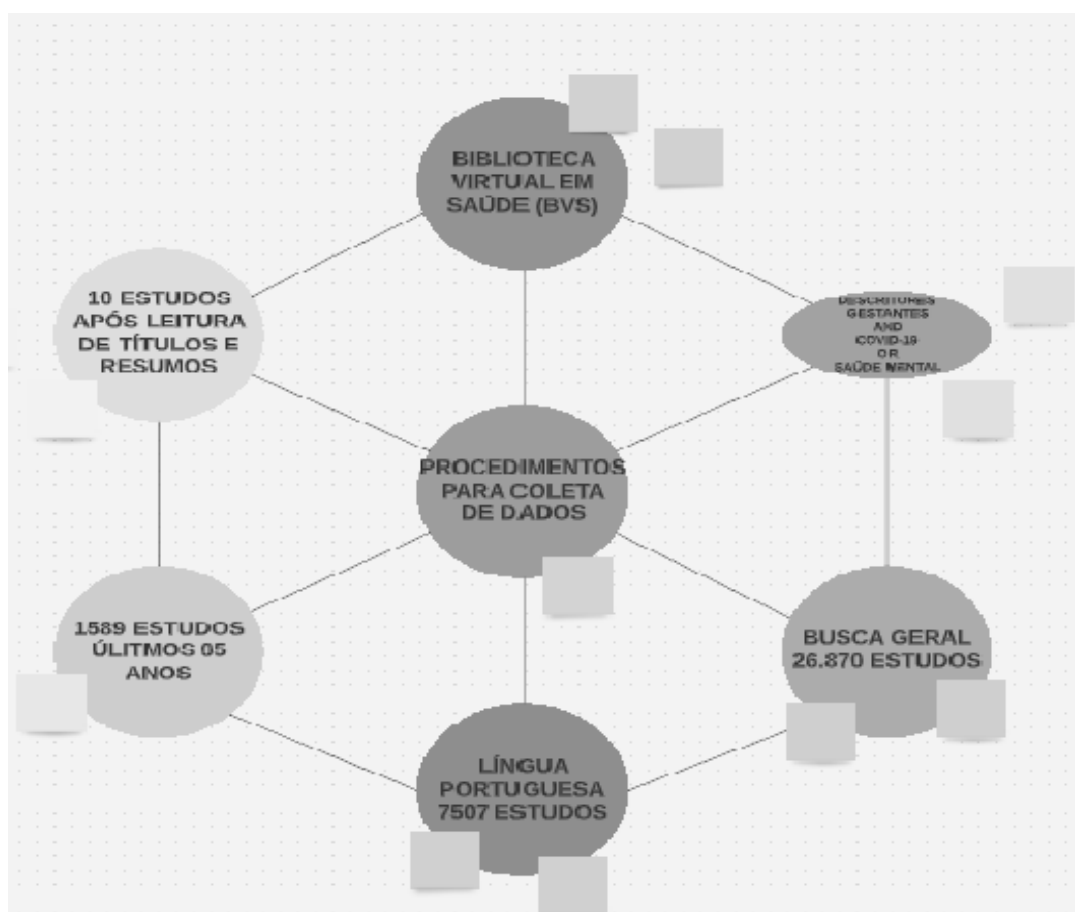 BIBLIOTECA
VIRTUAL EM
SAÚDE (BVS)
10 ESTUDOS
APÓS LEITURA
DE TÍTULOS E
RESUMOS
DESCRITORES
GESTANTES
AND
COVID-19
OR
SAÚDE MENTAL
PROCEDIMENTOS
PARA COLETA
DE DADOS
1589 ESTUDOS
ÚLITMOS 05
ANOS
BUSCA GERAL
26.870 ESTUDOS
LÍNGUA
PORTUGUESA
7507 ESTUDOS